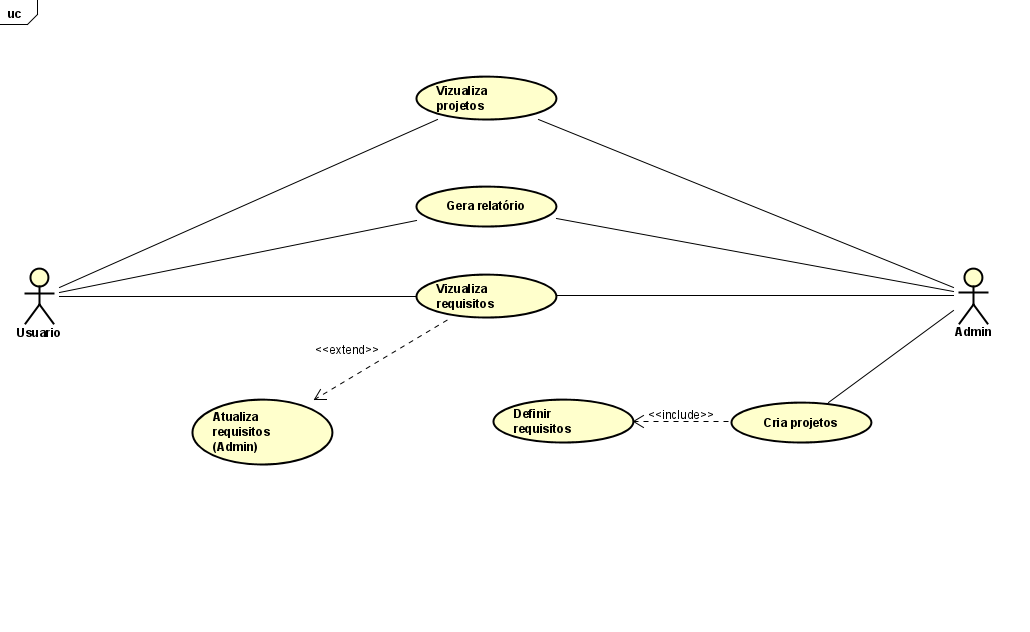 uc
Vizualiza
projetos
Gera relatório
Vizualiza
requisitos
Usuario
Admin
<<extend>>
Atualiza
requisitos
(Admin)
Definir
requisitos
<<include>>
Cria projetos